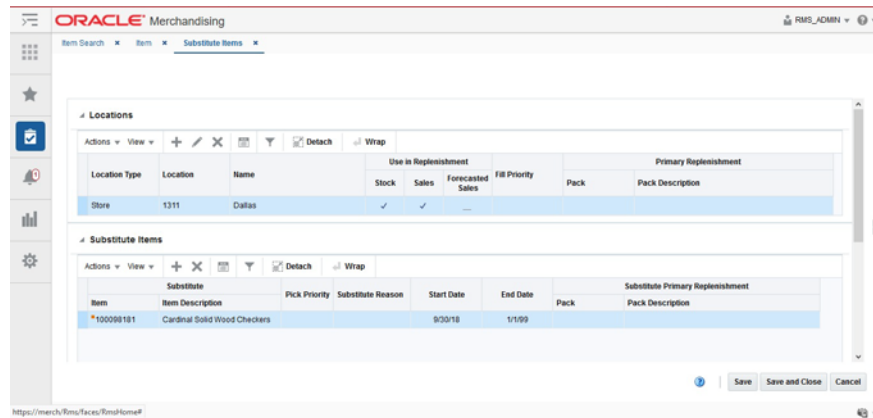 ORACLE Merchandising
RMS_ADMIN
Item Search Item Substitute Items
Locations
Actions View Detach Wrap
Use in Replenishment Primary Replenishment
Location Type Location Name Stock Sales Forecasted Sales Fill Priority Pack Pack Description
Store 1311 Dallas
Substitute Items
Actions View Detach Wrap
Substitute Substitute Primary Replenishment
Item Item Description Pick Priority Substitute Reason Start Date End Date Pack Pack Description
*100098181 Cardinal Solid Wood Checkers 9/30/18 1/1/99
Save Save and Close Cancel
https://merch/Rms/faces/RmsHome#